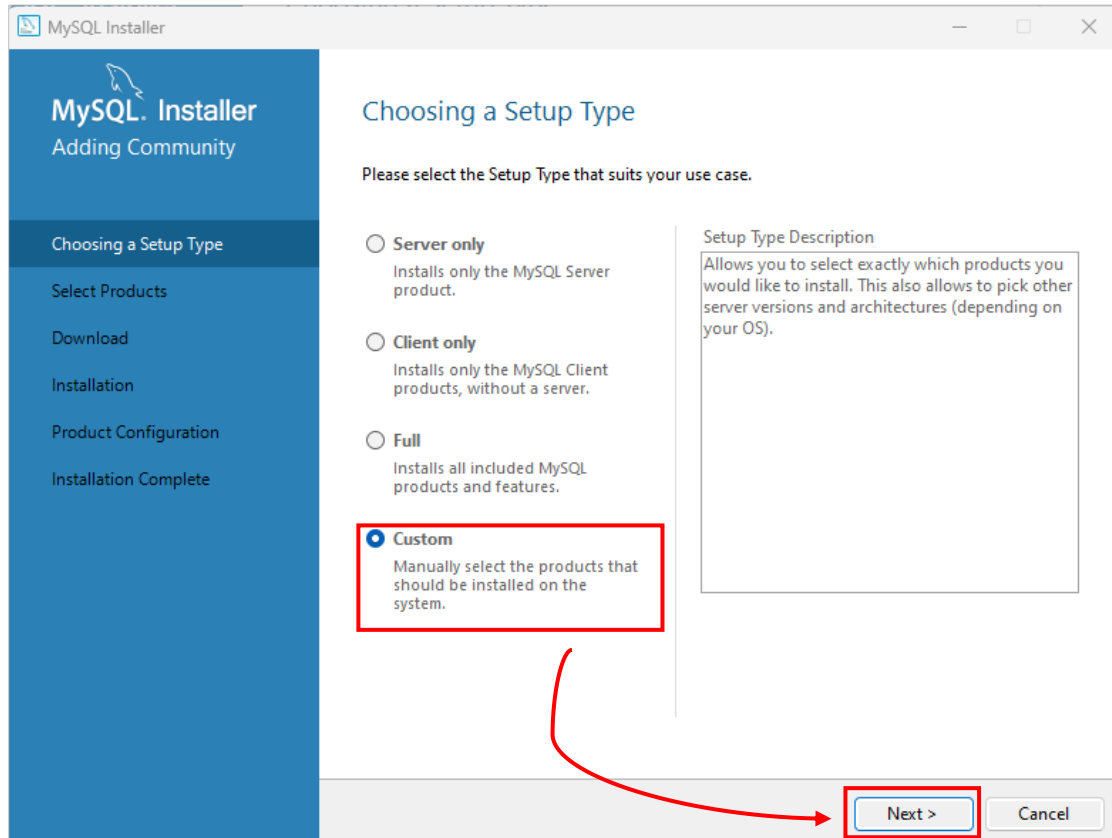 MySQL Installer
MySQL. Installer
Adding Community
Choosing a Setup Type
Select Products
Download
Installation
Product Configuration
Installation Complete
Choosing a Setup Type
Please select the Setup Type that suits your use case.
Server only
Installs only the MySQL Server
product.
Client only
Installs only the MySQL Client
products, without a server.
Full
Installs all included MySQL
products and features.
Custom
Manually select the products that
should be installed on the
system.
Setup Type Description
Allows you to select exactly which products you
would like to install. This also allows to pick other
server versions and architectures (depending on
your OS).
Next >
Cancel